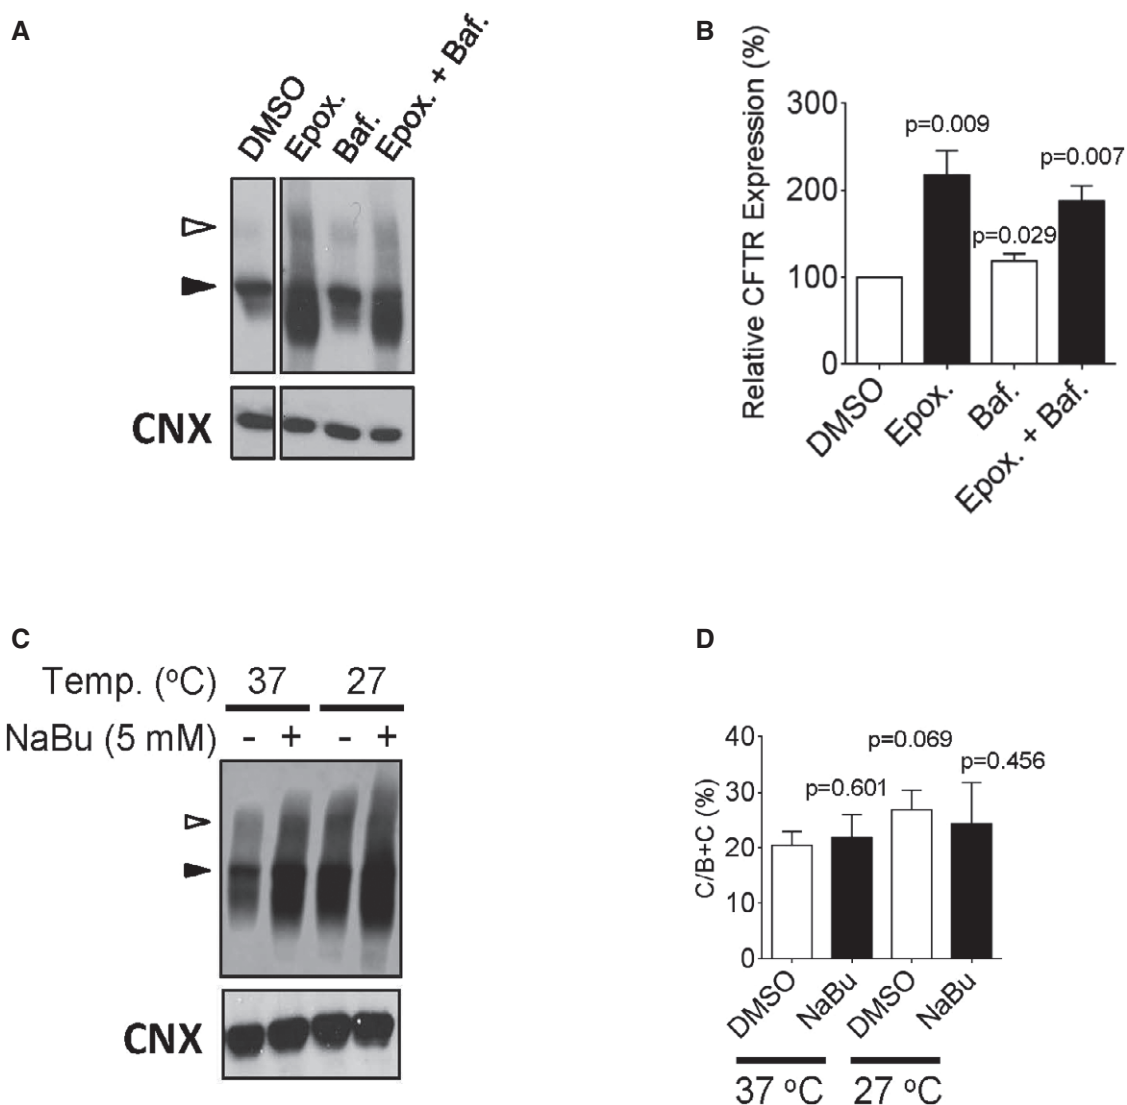 A
DMSO
Epox.
Baf.
Epox. + Baf.
CNX
B
Relative CFTR Expression (%)
300
200
100
0
p=0.009
p=0.029
p=0.007
DMSO
Epox.
Baf.
Epox. + Baf.
C
Temp. (ºC) 37 27
NaBu (5 mM) - + - +
CNX
D
C/B+C (%)
40
30
20
10
0
p=0.601
p=0.069
p=0.456
DMSO
NaBu
DMSO
NaBu
37 ºC 27 ºC